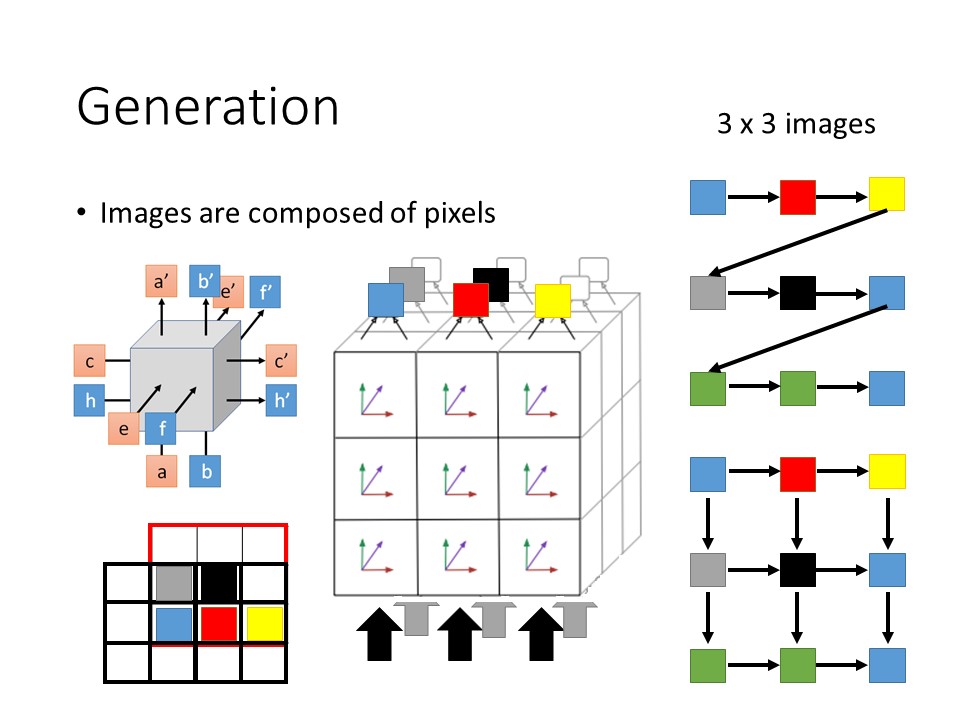 Generation
3 x 3 images
• Images are composed of pixels
a’ b’ e’ f’
c c’
h h’
e f
a b